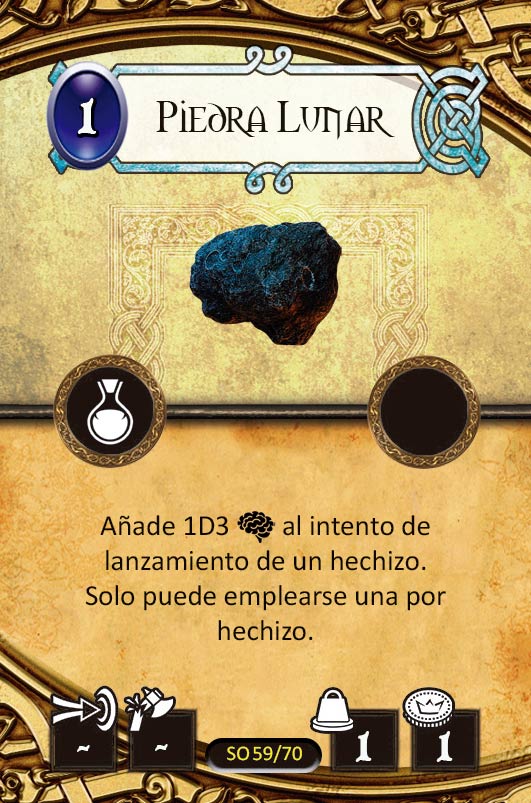 1
Piedra Lunar
Añade 1D3 al intento de
lanzamiento de un hechizo.
Solo puede emplearse una por
hechizo.
~ ~ SO 59/70 1 1